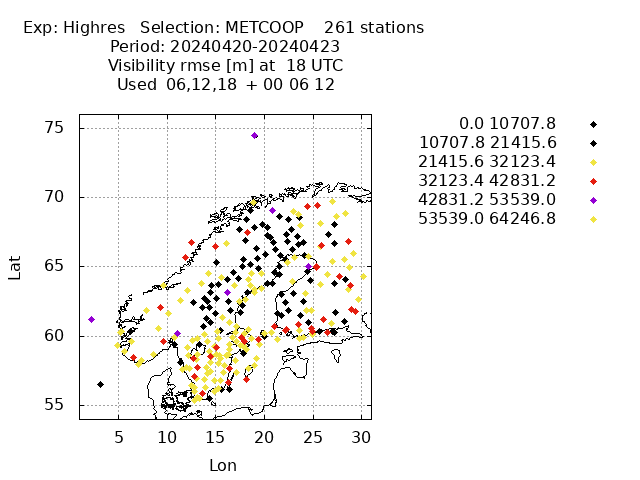 Exp: Highres Selection: METCOOP 261 stations
Period: 20240420-20240423
Visibility rmse [m] at 18 UTC
Used 06,12,18 + 00 06 12
0.0 10707.8
10707.8 21415.6
21415.6 32123.4
32123.4 42831.2
42831.2 53539.0
53539.0 64246.8
75
70
65
60
55
Lat
5 10 15 20 25 30
Lon